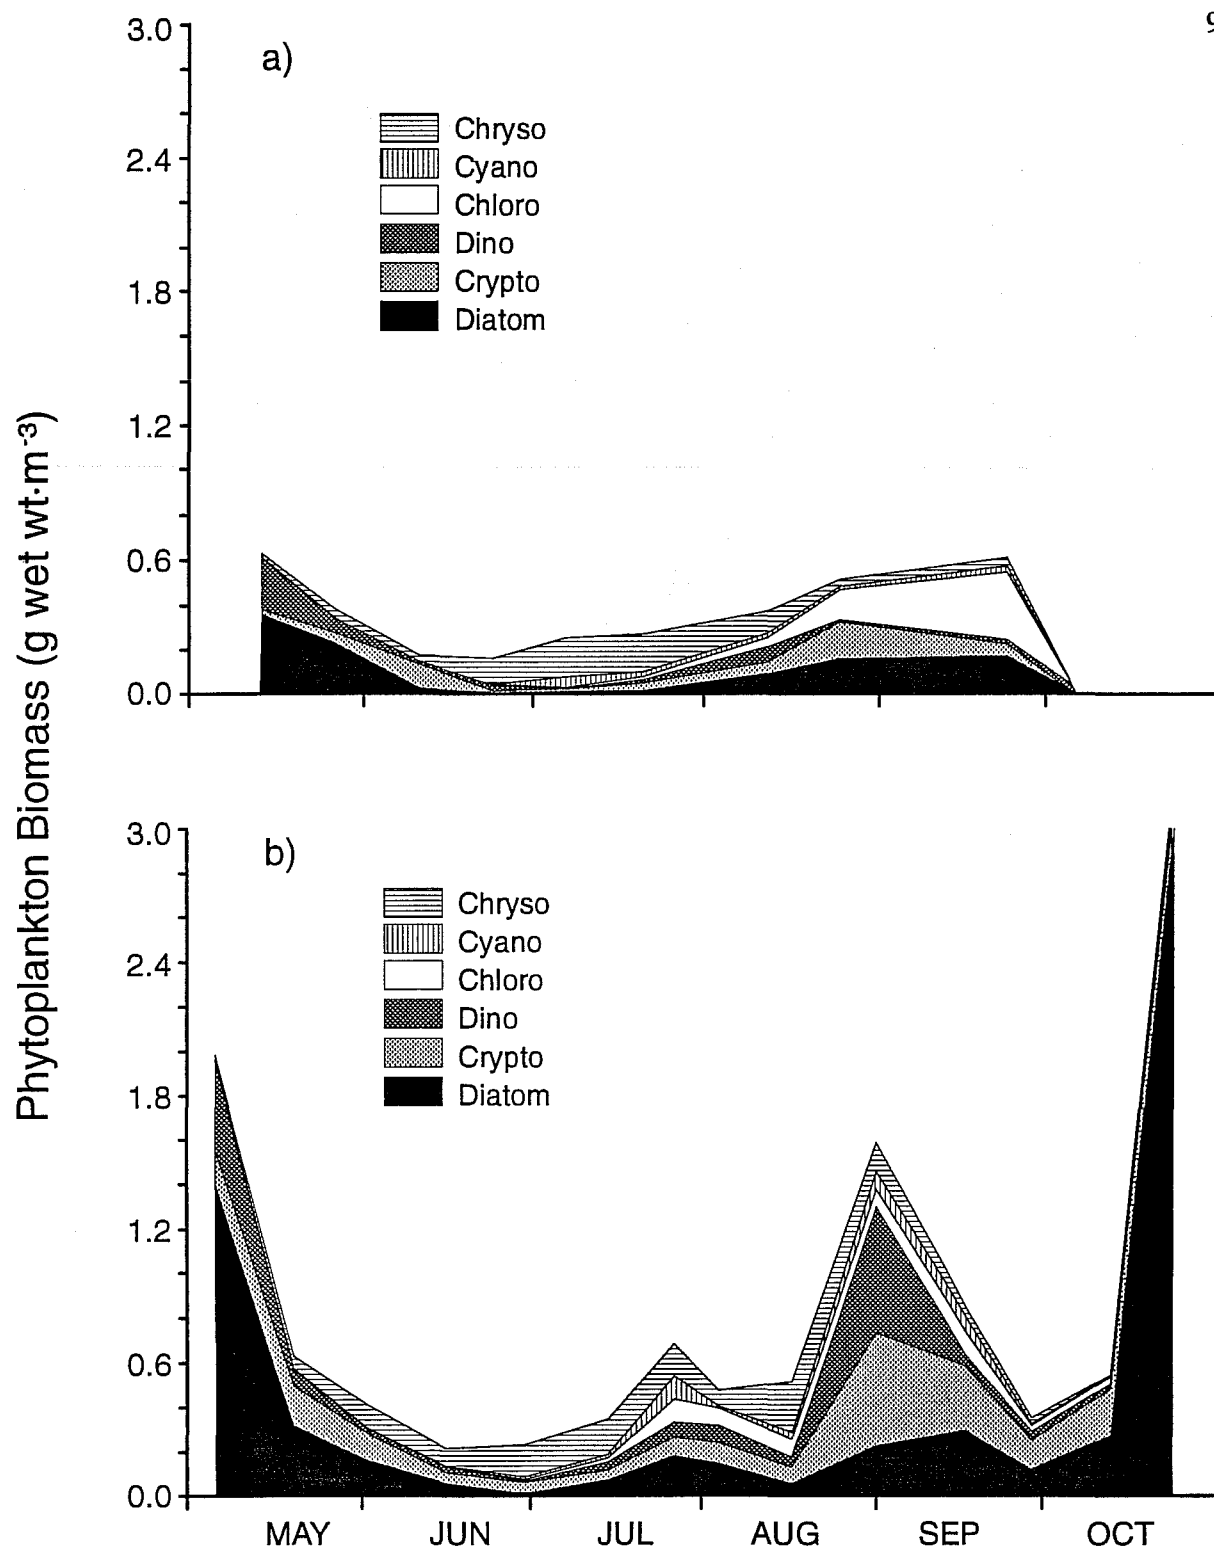 9
a)
3.0
2.4
1.8
1.2
0.6
0.0
Chryso
Cyano
Chloro
Dino
Crypto
Diatom
Phytoplankton Biomass (g wet wt·m⁻³)
b)
3.0
2.4
1.8
1.2
0.6
0.0
Chryso
Cyano
Chloro
Dino
Crypto
Diatom
MAY JUN JUL AUG SEP OCT